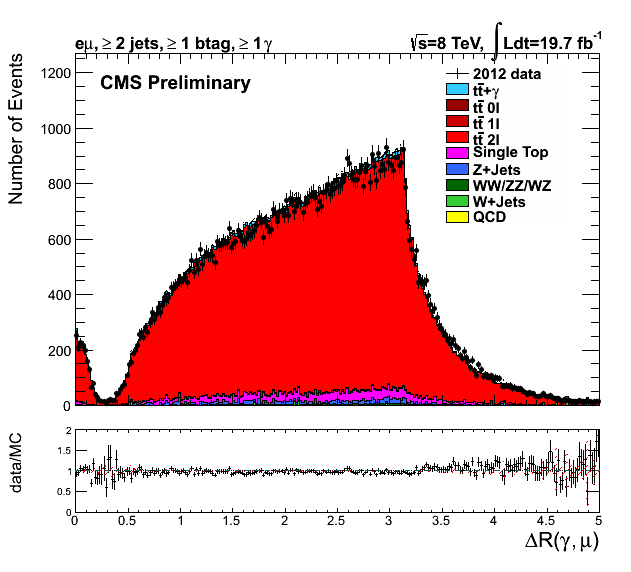 eμ, ≥ 2 jets, ≥ 1 btag, ≥ 1 γ
√s=8 TeV, ∫Ldt=19.7 fb⁻¹
CMS Preliminary
2012 data
tt̄+γ
tt̄ 0l
tt̄ 1l
tt̄ 2l
Single Top
Z+Jets
WW/ZZ/WZ
W+Jets
QCD
Number of Events
1200
1000
800
600
400
200
0
data/MC
2
1.5
1
0.5
0
0 0.5 1 1.5 2 2.5 3 3.5 4 4.5 5
ΔR(γ, μ)